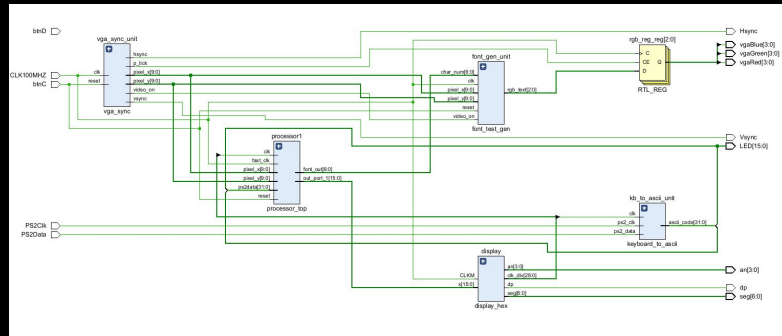 btnD
CLK100MHZ
btnC
PS2Clk
PS2Data
vga_sync_unit
clk
reset
hsync
p_tick
pixel_x[9:0]
pixel_y[9:0]
video_on
vsync
vga_sync
processor1
clk
fast_clk
pixel_x[9:0]
pixel_y[9:0]
ps2data[31:0]
reset
font_out[6:0]
out_port_1[15:0]
processor_top
font_gen_unit
char_num[6:0]
clk
pixel_x[9:0]
pixel_y[9:0]
reset
video_on
rgb_text[2:0]
font_test_gen
display
CLKM
x[15:0]
an[3:0]
clk_div[28:0]
dp
seg[6:0]
display_hex
rgb_reg_reg[2:0]
C
CE
D
Q
RTL_REG
kb_to_ascii_unit
clk
ps2_clk
ps2_data
ascii_code[31:0]
keyboard_to_ascii
Hsync
vgaBlue[3:0]
vgaGreen[3:0]
vgaRed[3:0]
Vsync
LED[15:0]
an[3:0]
dp
seg[6:0]